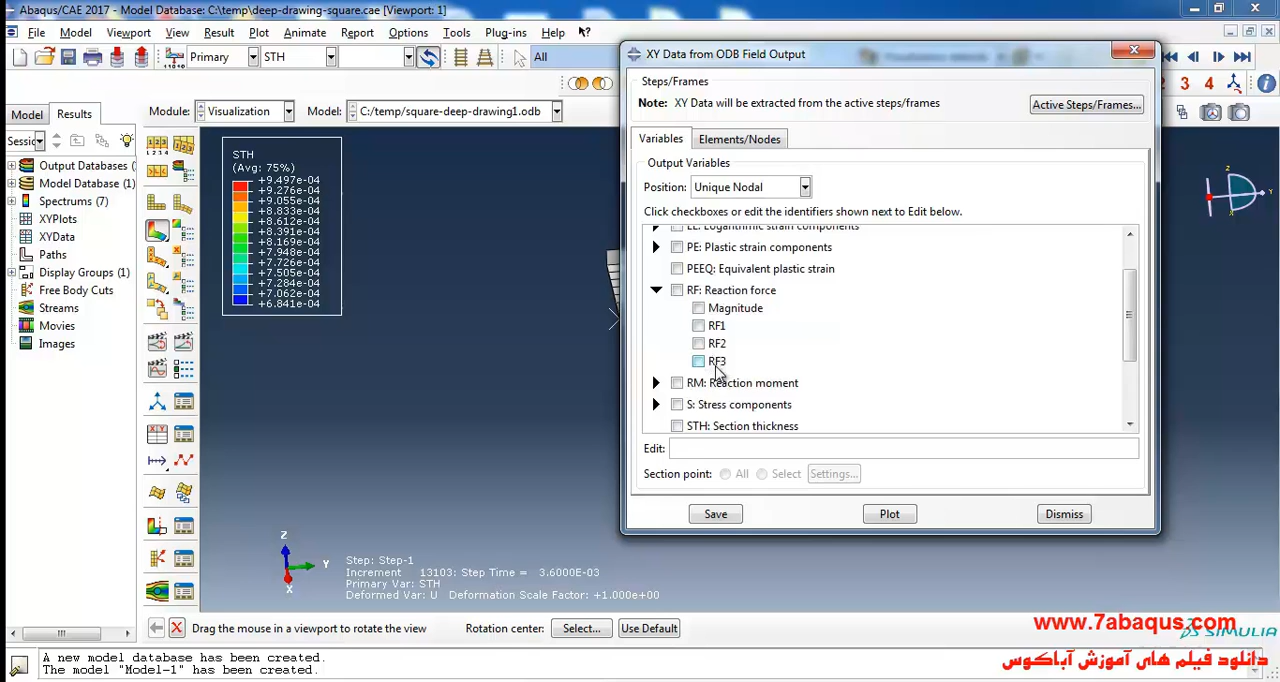 Abaqus/CAE 2017 - Model Database: C:\temp\deep-drawing-square.cae [Viewport: 1]
File Model Viewport View Result Plot Animate Report Options Tools Plug-ins Help
Primary STH All
3 4
Model Results Module: Visualization Model: C:/temp/square-deep-drawing1.odb
Output Databases
Model Database (1)
Spectrums (7)
XYPlots
XYData
Paths
Display Groups (1)
Free Body Cuts
Streams
Movies
Images
STH
(Avg: 75%)
+9.497e-04
+9.276e-04
+9.055e-04
+8.833e-04
+8.612e-04
+8.391e-04
+8.169e-04
+7.948e-04
+7.726e-04
+7.505e-04
+7.284e-04
+7.062e-04
+6.841e-04
XY Data from ODB Field Output
Steps/Frames
Note: XY Data will be extracted from the active steps/frames Active Steps/Frames...
Variables Elements/Nodes
Output Variables
Position: Unique Nodal
Click checkboxes or edit the identifiers shown next to Edit below.
LE: Logarithmic strain components
PE: Plastic strain components
PEEQ: Equivalent plastic strain
RF: Reaction force
Magnitude
RF1
RF2
RF3
RM: Reaction moment
S: Stress components
STH: Section thickness
Edit:
Section point: All Select Settings...
Save Plot Dismiss
Z
Y
X
Z
Y
X
Step: Step-1
Increment 13103: Step Time = 3.6000E-03
Primary Var: STH
Deformed Var: U Deformation Scale Factor: +1.000e+00
Drag the mouse in a viewport to rotate the view Rotation center: Select... Use Default
www.7abaqus.com
SIMULIA
دانلود فیلم های آموزش آباکوس
A new model database has been created.
The model "Model-1" has been created.